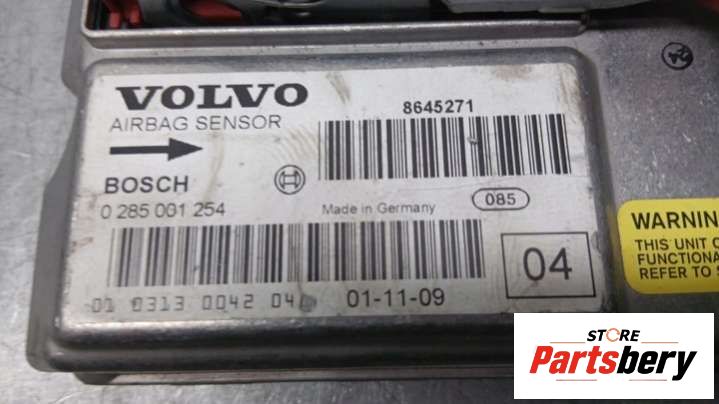 VOLVO
AIRBAG SENSOR
8645271
BOSCH
0 285 001 254
Made in Germany
085
01 0313 0042 04
01-11-09
04
WARNIN
THIS UNIT
FUNCTIONA
REFER TO
STORE
Partsbery